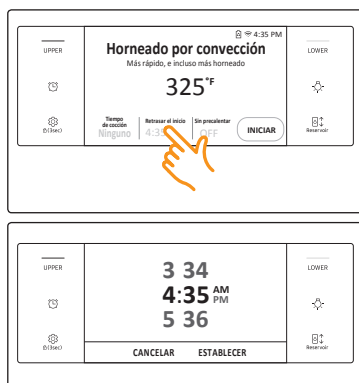 4:35 PM
UPPER
Horneado por convección
LOWER
Más rápido, e incluso más horneado
325°F
Tiempo de cocción
Retrasar el inicio
Sin precalentar
Ninguno
4:35
OFF
INICIAR
(3sec)
Reservoir
UPPER
3 34
LOWER
4:35 AM
PM
5 36
(3sec)
Reservoir
CANCELAR ESTABLECER